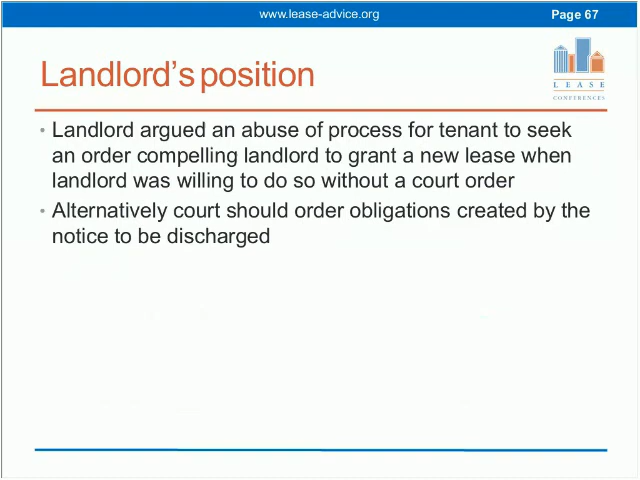 www.lease-advice.org Page 67
Landlord's position
LEASE
CONFERENCES
• Landlord argued an abuse of process for tenant to seek
an order compelling landlord to grant a new lease when
landlord was willing to do so without a court order
• Alternatively court should order obligations created by the
notice to be discharged